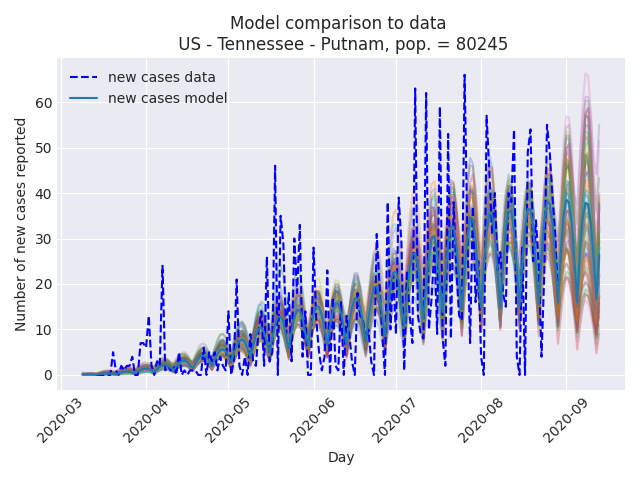 Model comparison to data
US - Tennessee - Putnam, pop. = 80245
new cases data
new cases model
Number of new cases reported
60
50
40
30
20
10
0
2020-03
2020-04
2020-05
2020-06
2020-07
2020-08
2020-09
Day